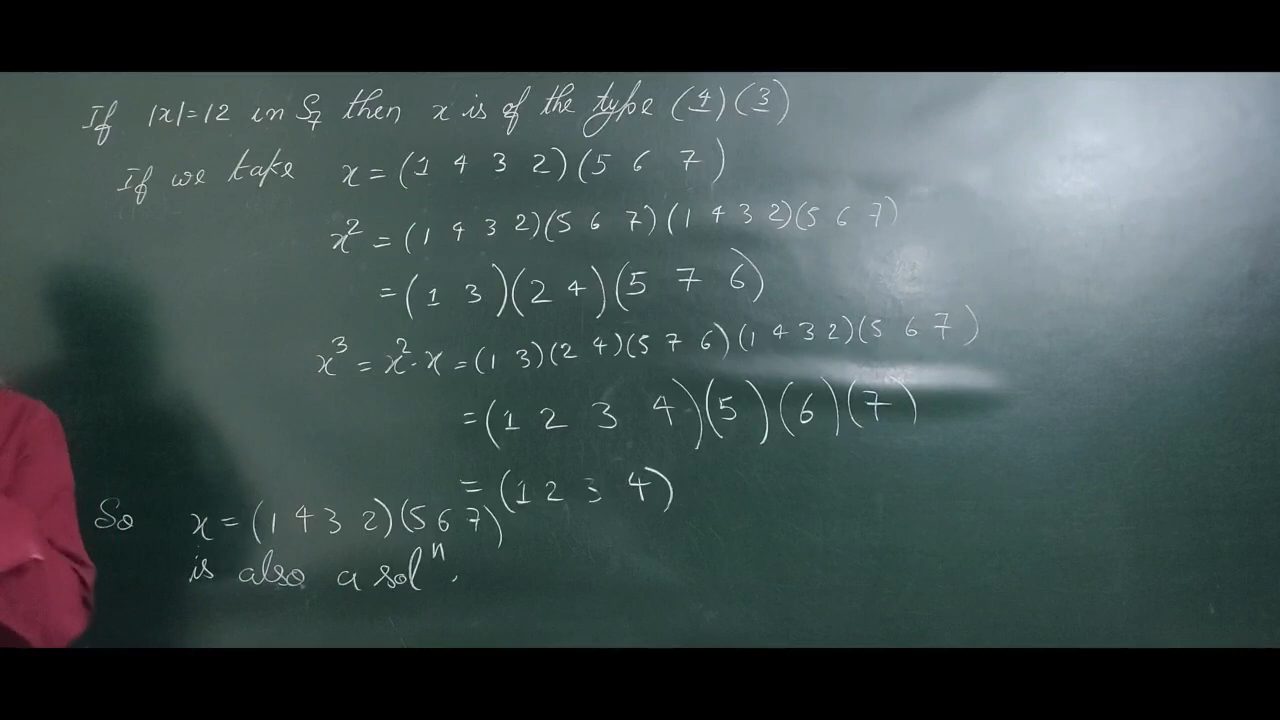 If |x|=12 in S₇ then x is of the type (4)(3)
If we take x = (1 4 3 2)(5 6 7)
x² = (1 4 3 2)(5 6 7)(1 4 3 2)(5 6 7)
= (1 3)(2 4)(5 7 6)
x³ = x²·x = (1 3)(2 4)(5 7 6)(1 4 3 2)(5 6 7)
= (1 2 3 4)(5)(6)(7)
= (1 2 3 4)
So x = (1 4 3 2)(5 6 7)
is also a solⁿ.